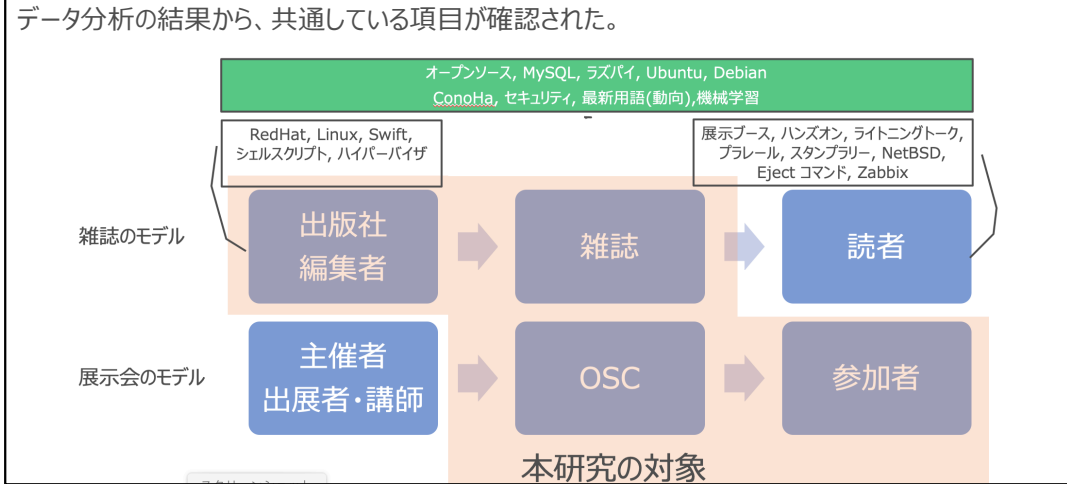 データ分析の結果から、共通している項目が確認された。
オープンソース, MySQL, ラズパイ, Ubuntu, Debian
ConoHa, セキュリティ, 最新用語(動向),機械学習
RedHat, Linux, Swift,
シェルスクリプト, ハイパーバイザ
展示ブース, ハンズオン, ライトニングトーク,
プラレール, スタンプラリー, NetBSD,
Eject コマンド, Zabbix
雑誌のモデル
出版社
編集者
雑誌
読者
展示会のモデル
主催者
出展者・講師
OSC
参加者
本研究の対象